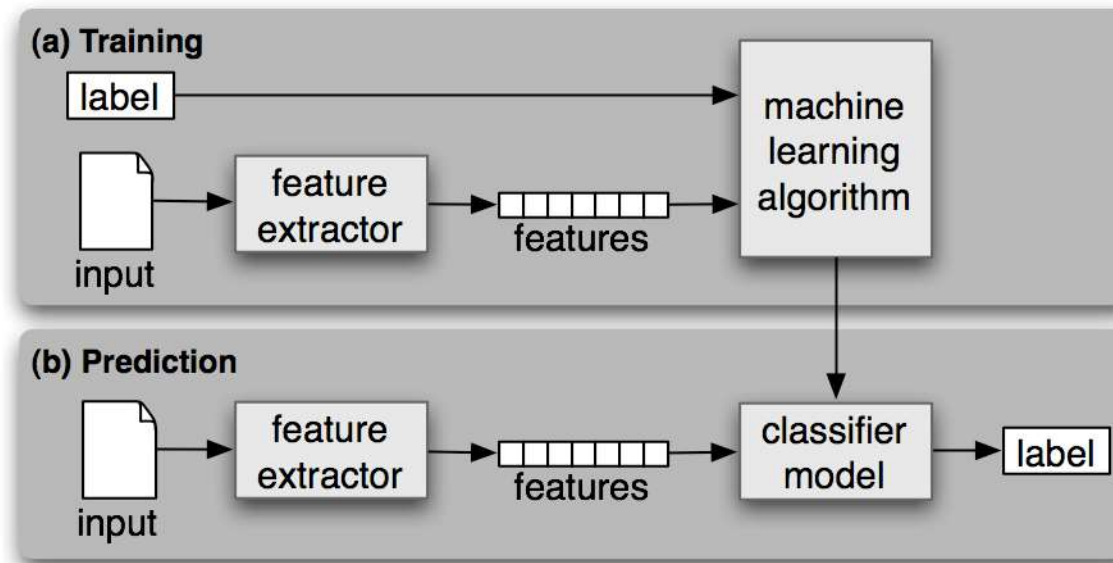 (a) Training
label
machine
learning
algorithm
feature
extractor
features
input
(b) Prediction
feature
extractor
features
classifier
model
label
input